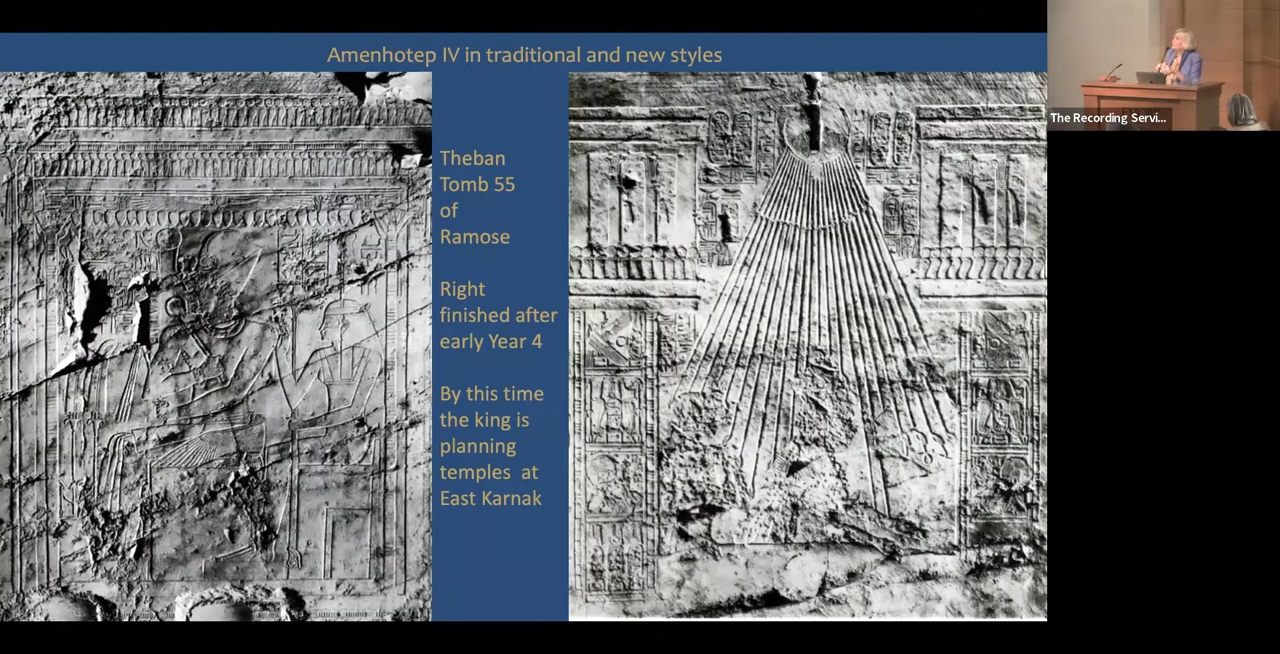 Amenhotep IV in traditional and new styles
Theban
Tomb 55
of
Ramose
Right
finished after
early Year 4
By this time
the king is
planning
temples at
East Karnak
The Recording Servi...